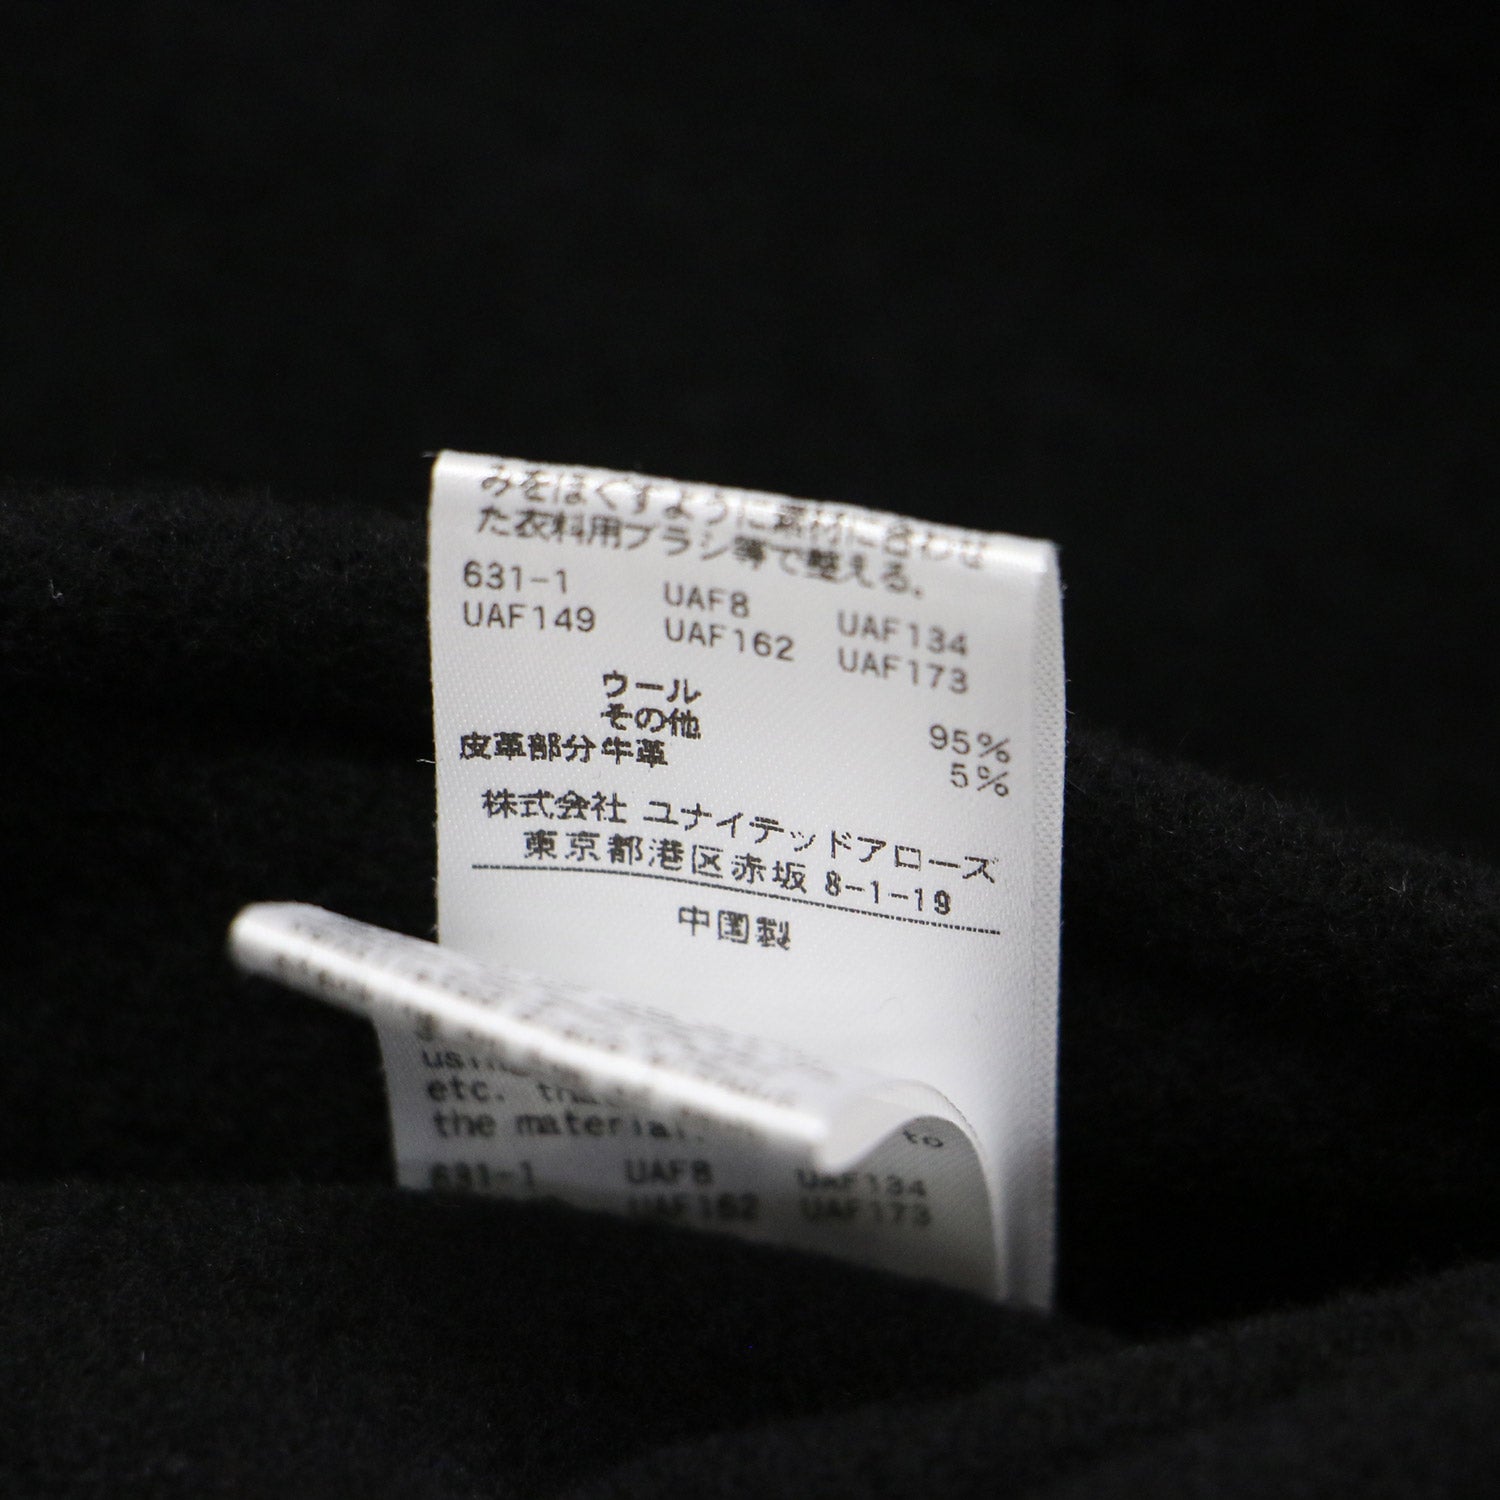 みをほぐすように素材に合わせ
た衣料用ブラシ等で整える。
631-1 UAF8 UAF134
UAF149 UAF162 UAF173
ウール 95%
その他 5%
皮革部分牛革
株式会社 ユナイテッドアローズ
東京都港区赤坂 8-1-19
中国製
etc.
the material.
to
631-1 UAF8 UAF134
UAF162 UAF173